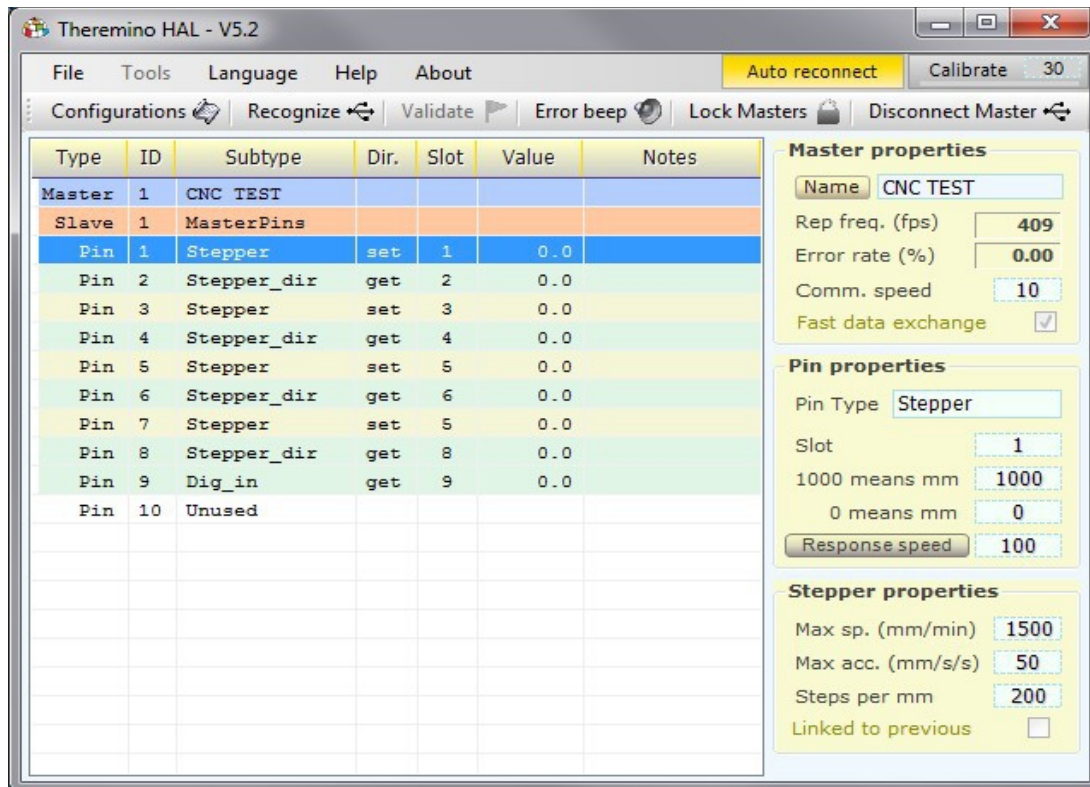 Theremino HAL - V5.2
File Tools Language Help About Auto reconnect Calibrate 30
Configurations Recognize Validate Error beep Lock Masters Disconnect Master
Type ID Subtype Dir. Slot Value Notes
Master 1 CNC TEST
Slave 1 MasterPins
Pin 1 Stepper set 1 0.0
Pin 2 Stepper_dir get 2 0.0
Pin 3 Stepper set 3 0.0
Pin 4 Stepper_dir get 4 0.0
Pin 5 Stepper set 5 0.0
Pin 6 Stepper_dir get 6 0.0
Pin 7 Stepper set 5 0.0
Pin 8 Stepper_dir get 8 0.0
Pin 9 Dig_in get 9 0.0
Pin 10 Unused
Master properties
Name CNC TEST
Rep freq. (fps) 409
Error rate (%) 0.00
Comm. speed 10
Fast data exchange
Pin properties
Pin Type Stepper
Slot 1
1000 means mm 1000
0 means mm 0
Response speed 100
Stepper properties
Max sp. (mm/min) 1500
Max acc. (mm/s/s) 50
Steps per mm 200
Linked to previous